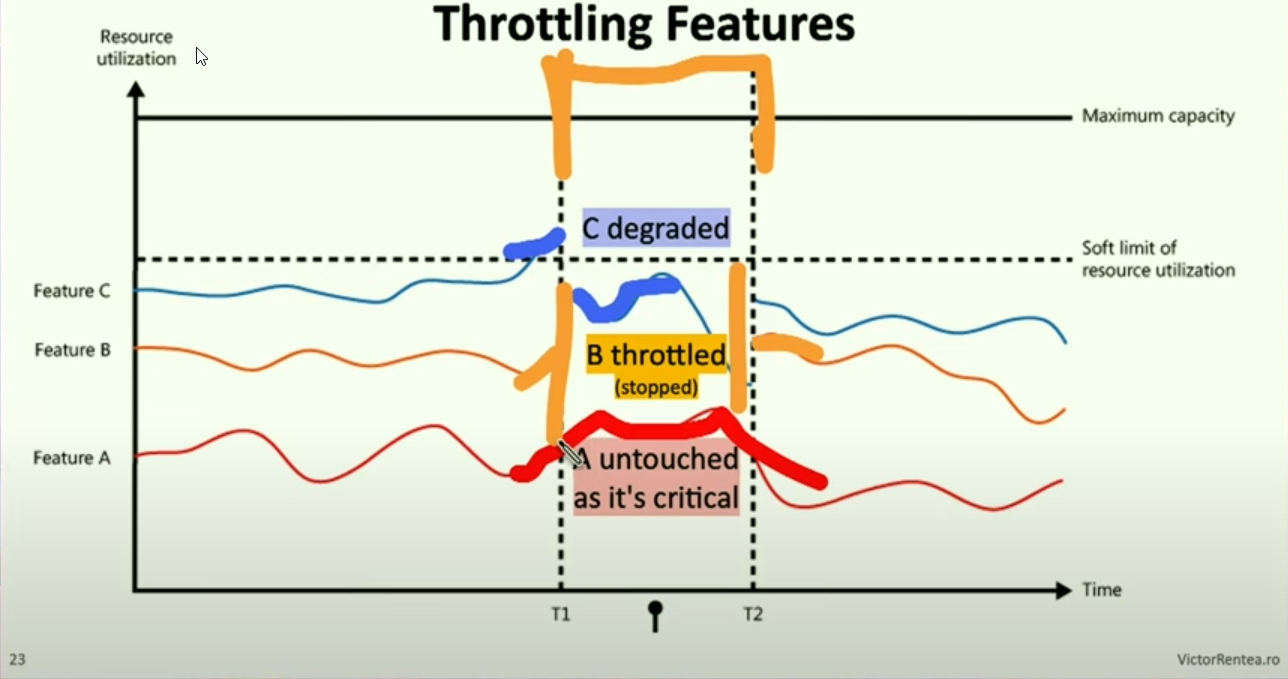 Throttling Features
Resource
utilization
Maximum capacity
C degraded
Soft limit of
resource utilization
Feature C
Feature B
B throttled
(stopped)
Feature A
A untouched
as it's critical
Time
T1
T2
23
VictorRentea.ro